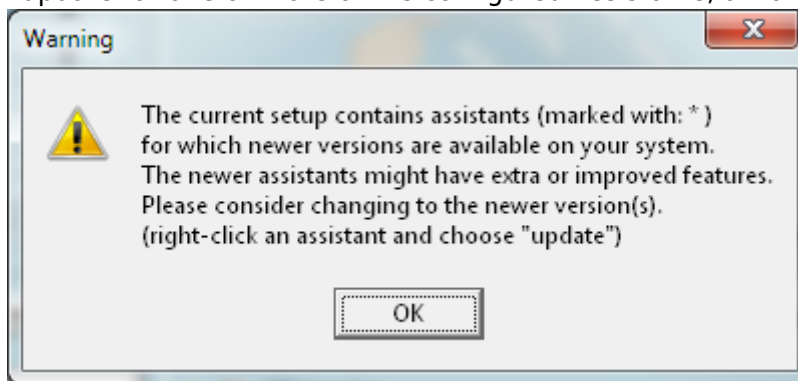 Warning
The current setup contains assistants (marked with: * )
for which newer versions are available on your system.
The newer assistants might have extra or improved features.
Please consider changing to the newer version(s).
(right-click an assistant and choose "update")
OK